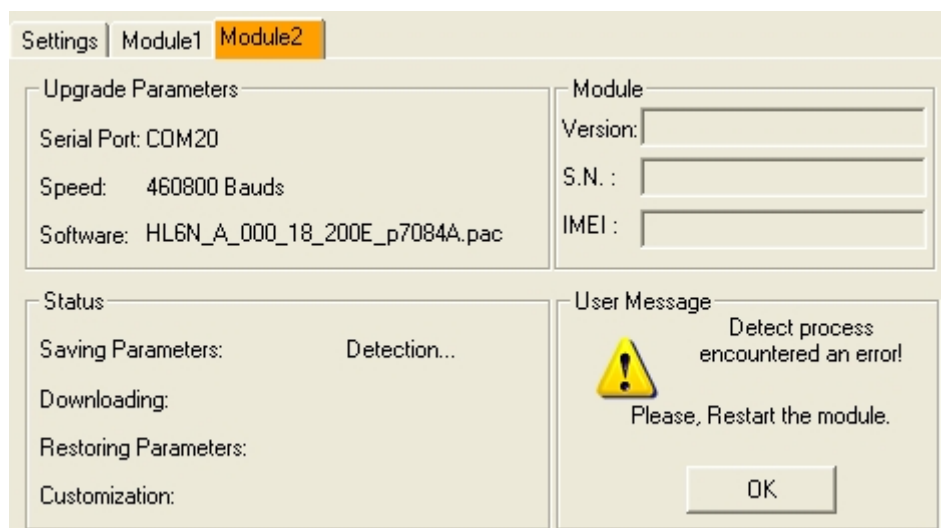 Settings Module1 Module2
Upgrade Parameters
Serial Port: COM20
Speed: 460800 Bauds
Software: HL6N_A_000_18_200E_p7084A.pac
Module
Version:
S.N. :
IMEI :
Status
Saving Parameters: Detection...
Downloading:
Restoring Parameters:
Customization:
User Message
Detect process
encountered an error!
Please, Restart the module.
OK